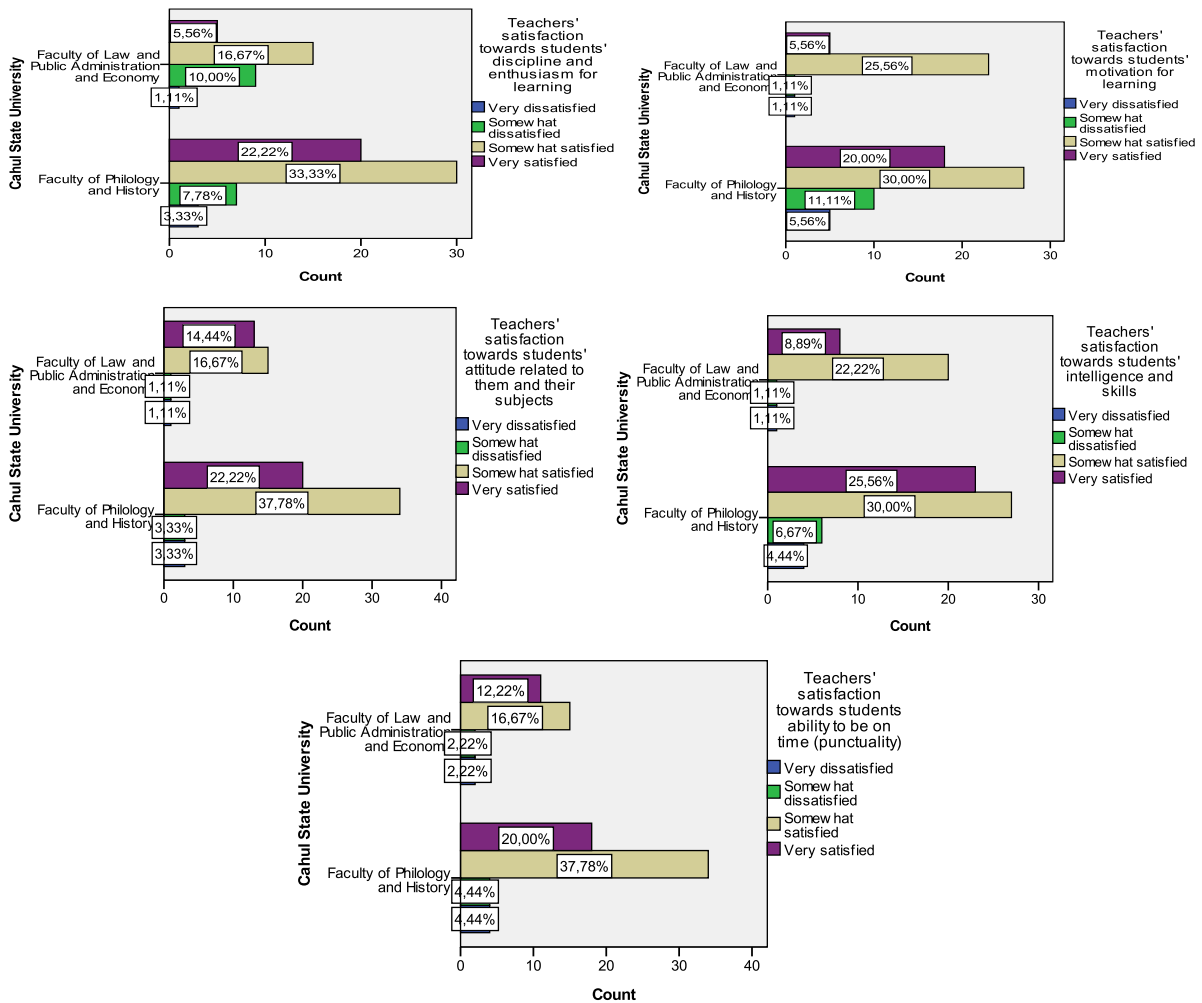 Cahul State University
Faculty of Law and
Public Administration
and Economy
Faculty of Philology
and History
5,56%
16,67%
10,00%
1,11%
22,22%
33,33%
7,78%
3,33%
0
10
20
30
Count
Teachers'
satisfaction
towards students'
discipline and
enthusiasm for
learning
Very dissatisfied
Somew hat
dissatisfied
Somew hat satisfied
Very satisfied
Cahul State University
Faculty of Law and
Public Administration
and Econom
Faculty of Philology
and History
5,56%
25,56%
1,11%
1,11%
20,00%
30,00%
11,11%
5,56%
0
10
20
30
Count
Teachers'
satisfaction
towards students'
motivation for
learning
Very dissatisfied
Somew hat
dissatisfied
Somew hat satisfied
Very satisfied
Cahul State University
Faculty of Law and
Public Administration
and Econom
Faculty of Philology
and History
14,44%
16,67%
1,11%
1,11%
22,22%
37,78%
3,33%
3,33%
0
10
20
30
40
Count
Teachers'
satisfaction
towards students'
attitude related to
them and their
subjects
Very dissatisfied
Somew hat
dissatisfied
Somew hat satisfied
Very satisfied
Cahul State University
Faculty of Law and
Public Administration
and Econom
Faculty of Philology
and History
8,89%
22,22%
1,11%
1,11%
25,56%
30,00%
6,67%
4,44%
0
10
20
30
Count
Teachers'
satisfaction
towards students'
intelligence and
skills
Very dissatisfied
Somew hat
dissatisfied
Somew hat satisfied
Very satisfied
Cahul State University
Faculty of Law and
Public Administration
and Econom
Faculty of Philology
and History
12,22%
16,67%
2,22%
2,22%
20,00%
37,78%
4,44%
4,44%
0
10
20
30
40
Count
Teachers'
satisfaction
towards students
ability to be on
time (punctuality)
Very dissatisfied
Somew hat
dissatisfied
Somew hat
satisfied
Very satisfied